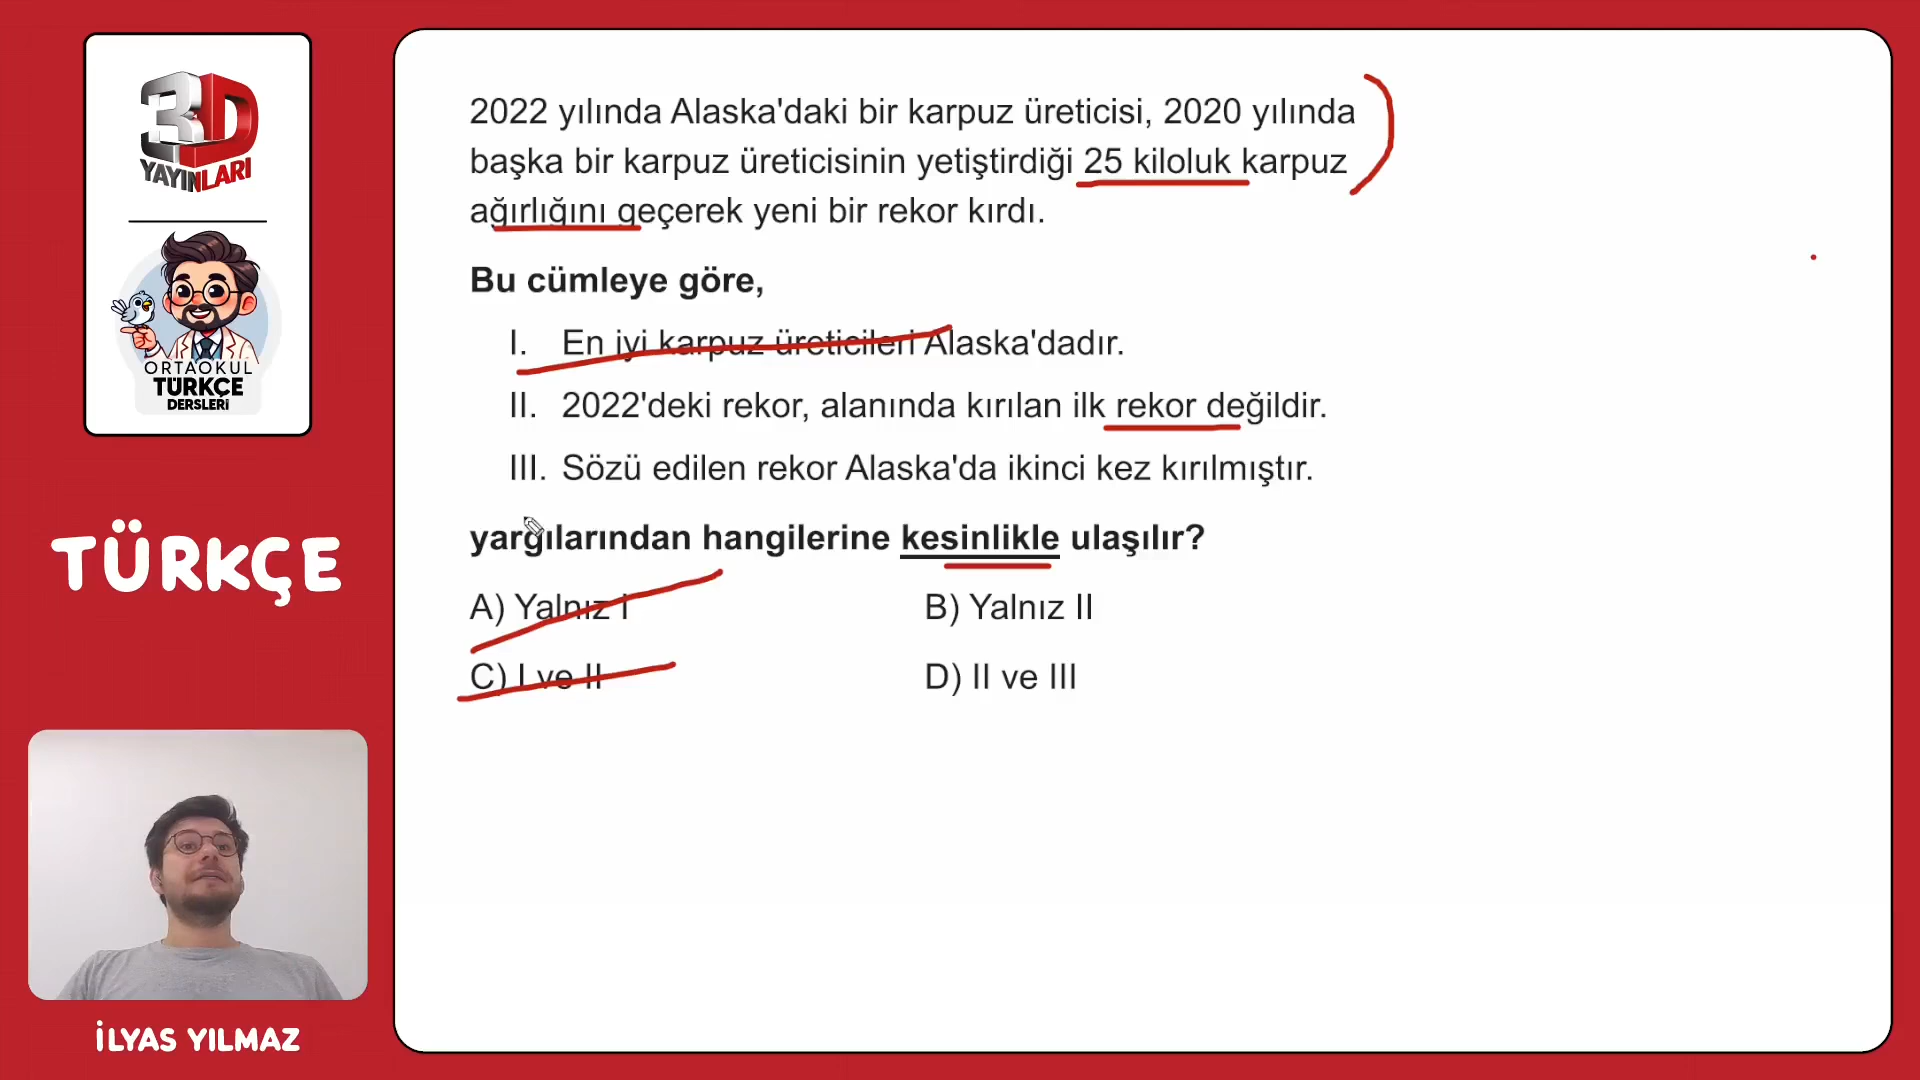 3D
YAYINLARI
ORTAOKUL
TÜRKÇE
DERSLERİ
TÜRKÇE
İLYAS YILMAZ
2022 yılında Alaska'daki bir karpuz üreticisi, 2020 yılında
başka bir karpuz üreticisinin yetiştirdiği 25 kiloluk karpuz
ağırlığını geçerek yeni bir rekor kırdı.
Bu cümleye göre,
I. En iyi karpuz üreticileri Alaska'dadır.
II. 2022'deki rekor, alanında kırılan ilk rekor değildir.
III. Sözü edilen rekor Alaska'da ikinci kez kırılmıştır.
yargılarından hangilerine kesinlikle ulaşılır?
A) Yalnız I B) Yalnız II
C) I ve II D) II ve III